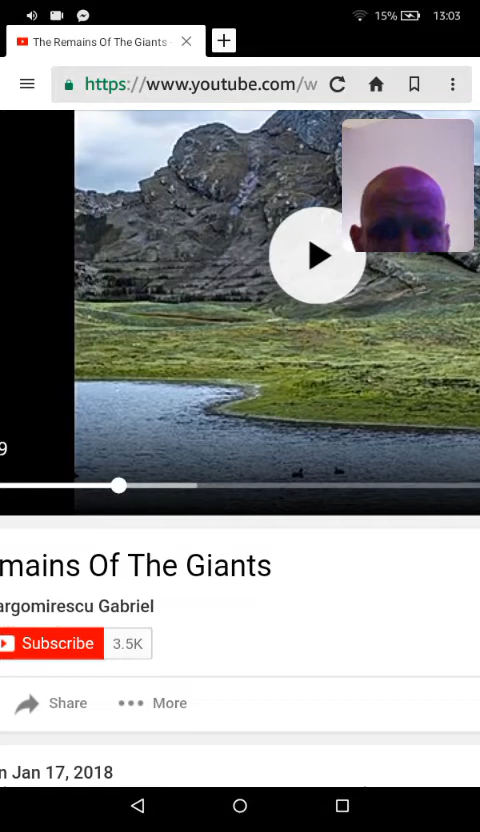 15% 13:03
The Remains Of The Giants -
https://www.youtube.com/w
9
mains Of The Giants
argomirescu Gabriel
Subscribe 3.5K
Share More
n Jan 17, 2018